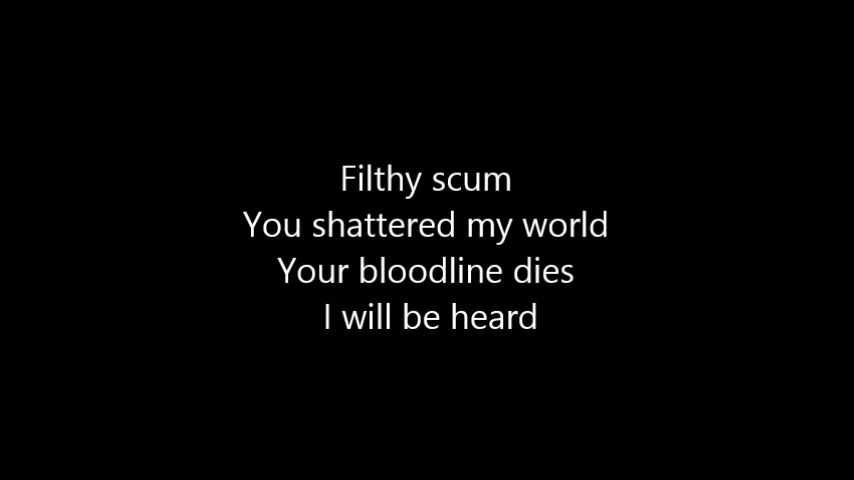 Filthy scum
You shattered my world
Your bloodline dies
I will be heard